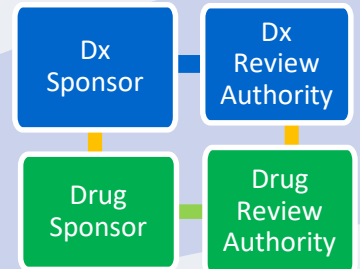 Dx
Sponsor
Dx
Review
Authority
Drug
Sponsor
Drug
Review
Authority